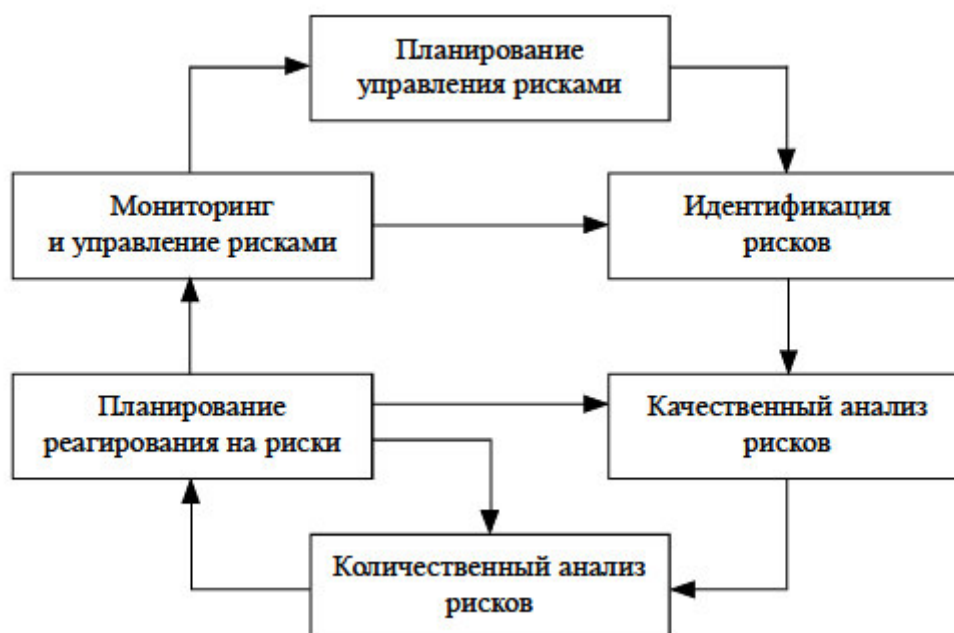 Планирование
управления рисками
Мониторинг
и управление рисками
Идентификация
рисков
Планирование
реагирования на риски
Качественный анализ
рисков
Количественный анализ
рисков